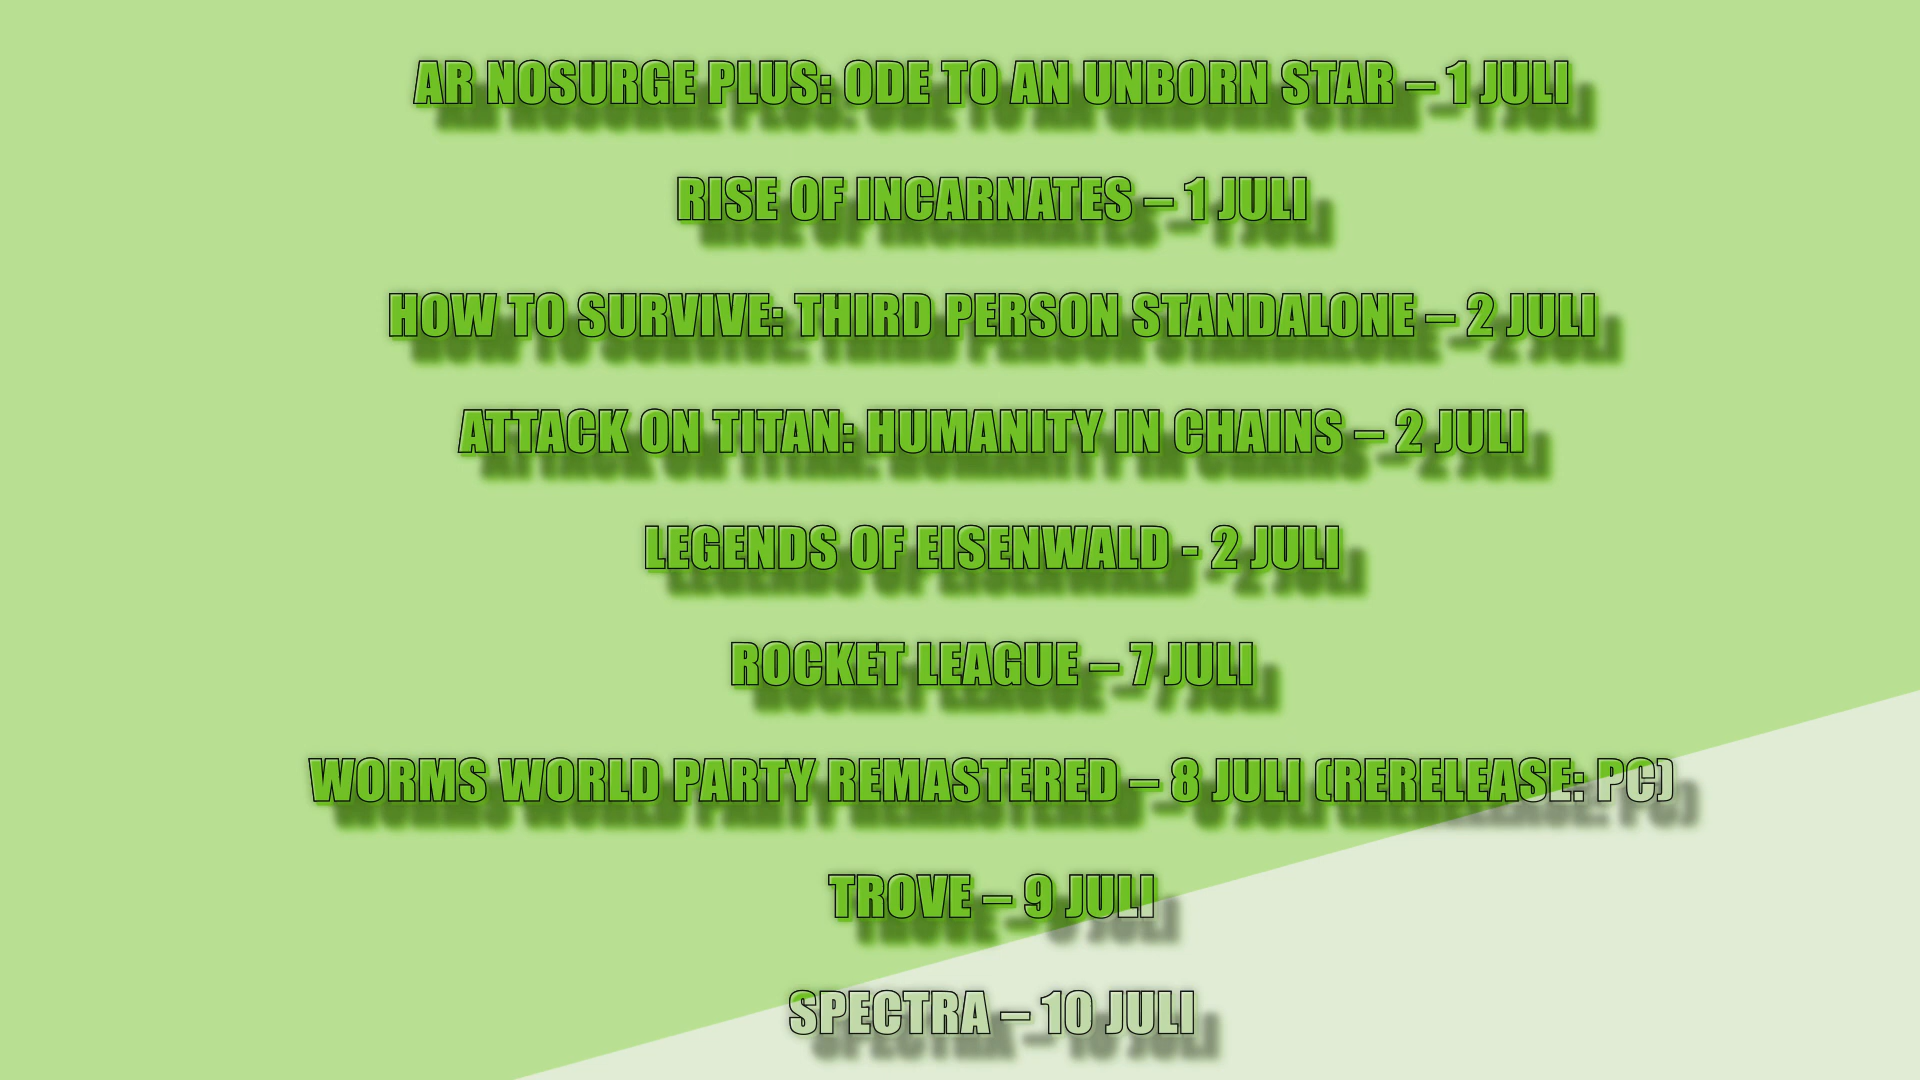 AR NOSURGE PLUS: ODE TO AN UNBORN STAR – 1 JULI
RISE OF INCARNATES – 1 JULI
HOW TO SURVIVE: THIRD PERSON STANDALONE – 2 JULI
ATTACK ON TITAN: HUMANITY IN CHAINS – 2 JULI
LEGENDS OF EISENWALD - 2 JULI
ROCKET LEAGUE – 7 JULI
WORMS WORLD PARTY REMASTERED – 8 JULI (RERELEASE: PC)
TROVE – 9 JULI
SPECTRA – 10 JULI